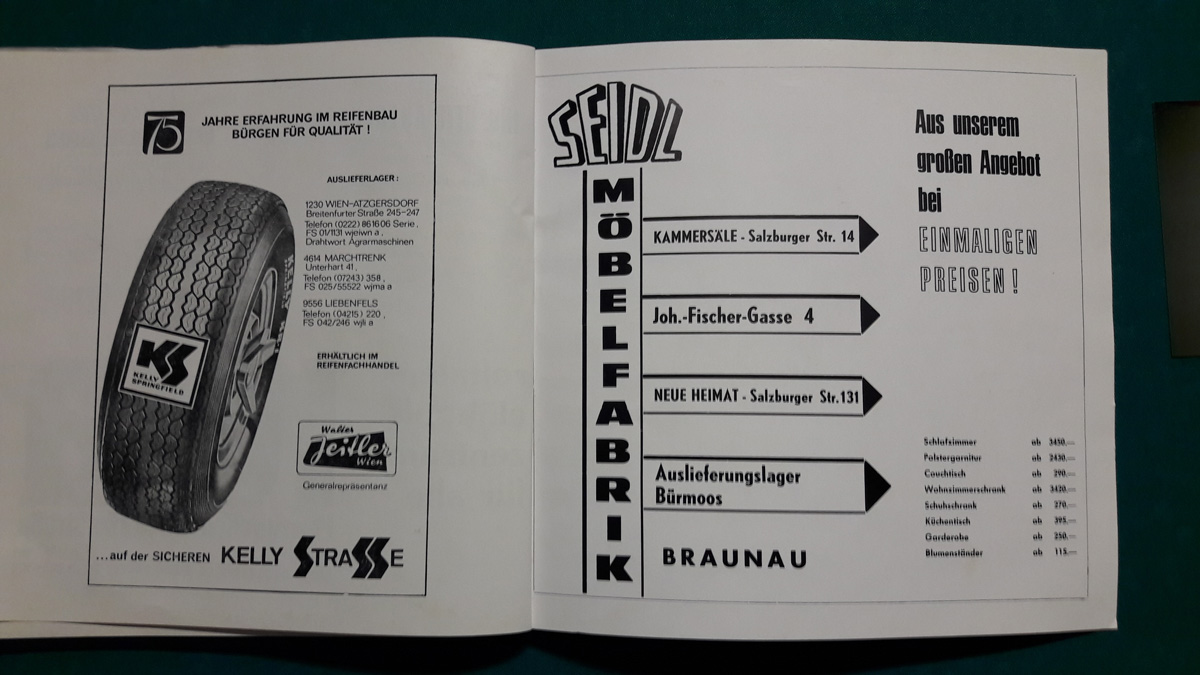 75
JAHRE ERFAHRUNG IM REIFENBAU
BÜRGEN FÜR QUALITÄT !
AUSLIEFERLAGER :
1230 WIEN-ATZGERSDORF
Breitenfurter Straße 245-247
Telefon (0222) 86 16 06 Serie ,
FS 01/1131 wjeiwn a ,
Drahtwort Agrarmaschinen
4614 MARCHTRENK
Unterhart 41 ,
Telefon (07243) 358 ,
FS 025/55522 wjma a
9556 LIEBENFELS
Telefon (04215) 220 ,
FS 042/246 wjli a
ERHÄLTLICH IM
REIFENFACHHANDEL
KS
KELLY
SPRINGFIELD
Walter
Jeitler
Wien
Generalrepräsentanz
...auf der SICHEREN KELLY STRASSE
SEIDL
MÖBELFABRIK
KAMMERSÄLE - Salzburger Str. 14
Joh.-Fischer-Gasse 4
NEUE HEIMAT - Salzburger Str. 131
Auslieferungslager
Bürmoos
BRAUNAU
Aus unserem
großen Angebot
bei
EINMALIGEN
PREISEN !
Schlafzimmer ab 3450,—
Polstergarnitur ab 2430,—
Couchtisch ab 290,—
Wohnzimmerschrank ab 3420,—
Schuhschrank ab 270,—
Küchentisch ab 395,—
Garderobe ab 250,—
Blumenständer ab 115,—